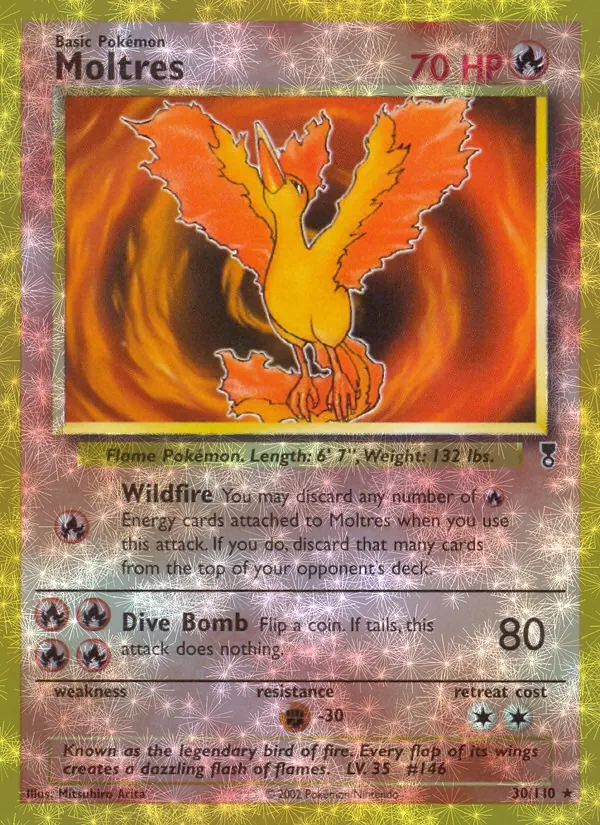 Basic Pokémon
Moltres 70 HP
Flame Pokémon. Length: 6' 7", Weight: 132 lbs.
Wildfire You may discard any number of
Energy cards attached to Moltres when you use
this attack. If you do, discard that many cards
from the top of your opponent's deck.
Dive Bomb Flip a coin. If tails, this 80
attack does nothing.
weakness resistance retreat cost
-30
Known as the legendary bird of fire. Every flap of its wings
creates a dazzling flash of flames. LV. 35 #146
Illus. Mitsuhiro Arita © 2002 Pokémon/Nintendo 30/110 ★